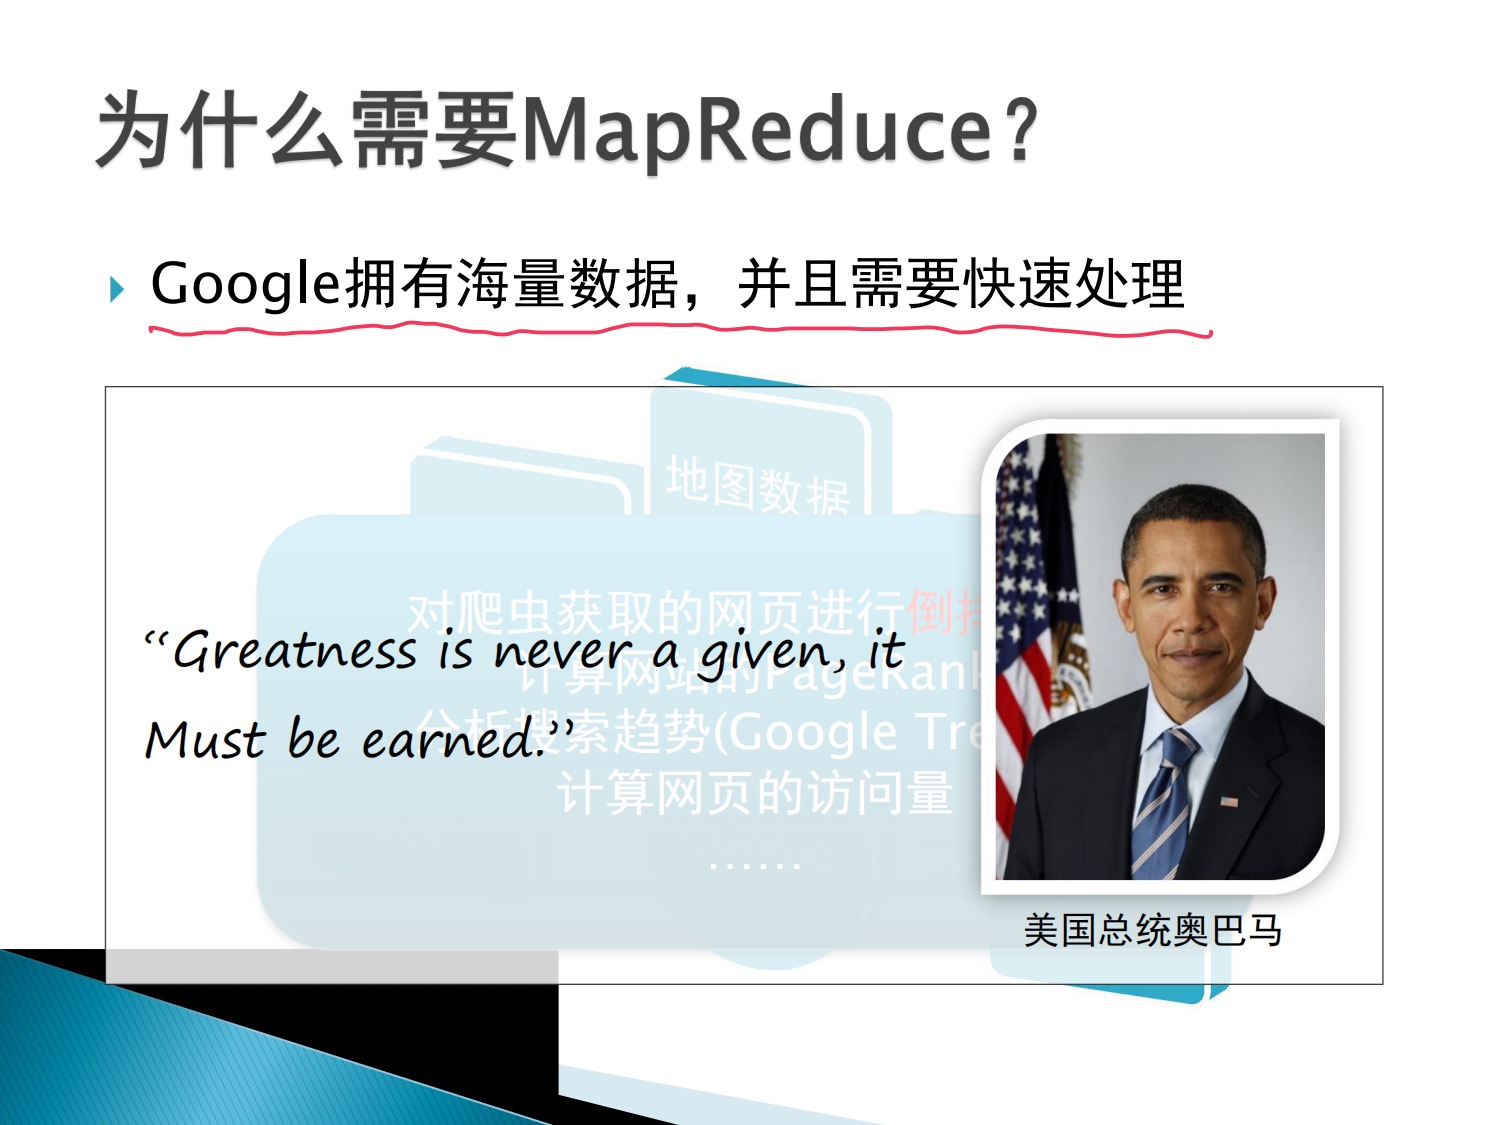 为什么需要MapReduce？
Google拥有海量数据，并且需要快速处理
地图数据
对爬虫获取的网页进行倒
计算网站的PageRank
分析搜索趋势(Google Tre
计算网页的访问量
......
“Greatness is never a given, it
Must be earned.”
美国总统奥巴马